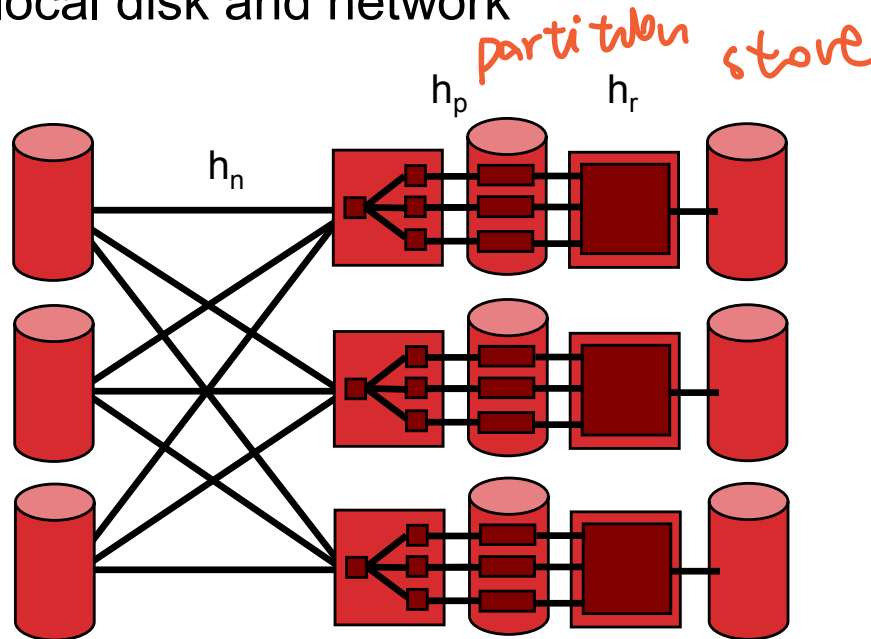 local disk and network
partition store
hₚ hᵣ
hₙ